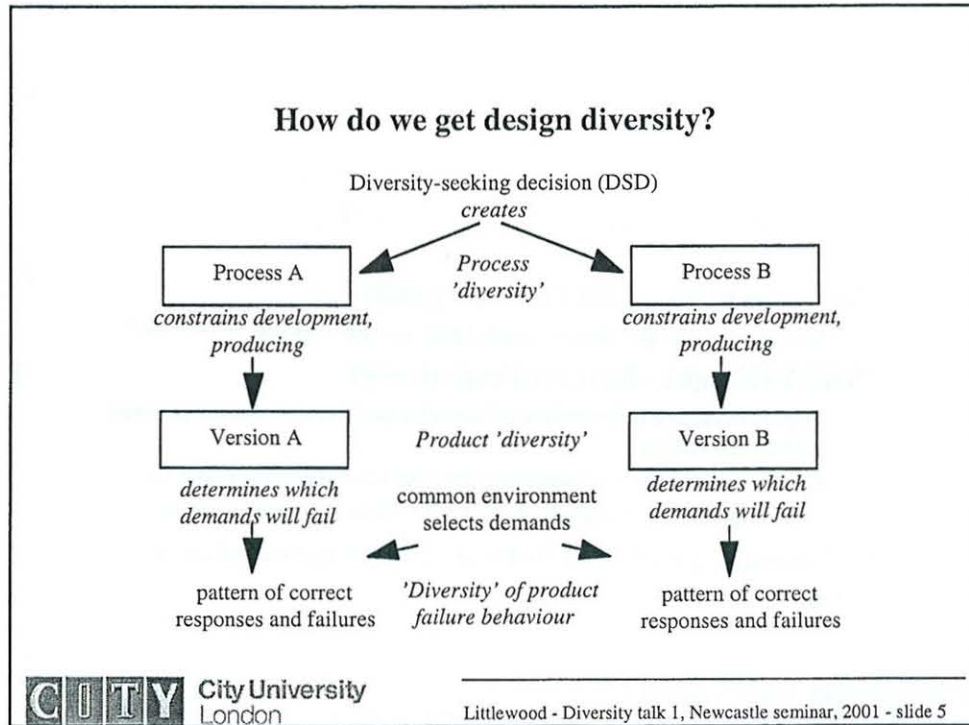 How do we get design diversity?
Diversity-seeking decision (DSD)
creates
Process A
Process
'diversity'
Process B
constrains development,
producing
constrains development,
producing
Version A
Product 'diversity'
Version B
determines which
demands will fail
common environment
selects demands
determines which
demands will fail
pattern of correct
responses and failures
'Diversity' of product
failure behaviour
pattern of correct
responses and failures
CITY
City University
London
Littlewood - Diversity talk 1, Newcastle seminar, 2001 - slide 5